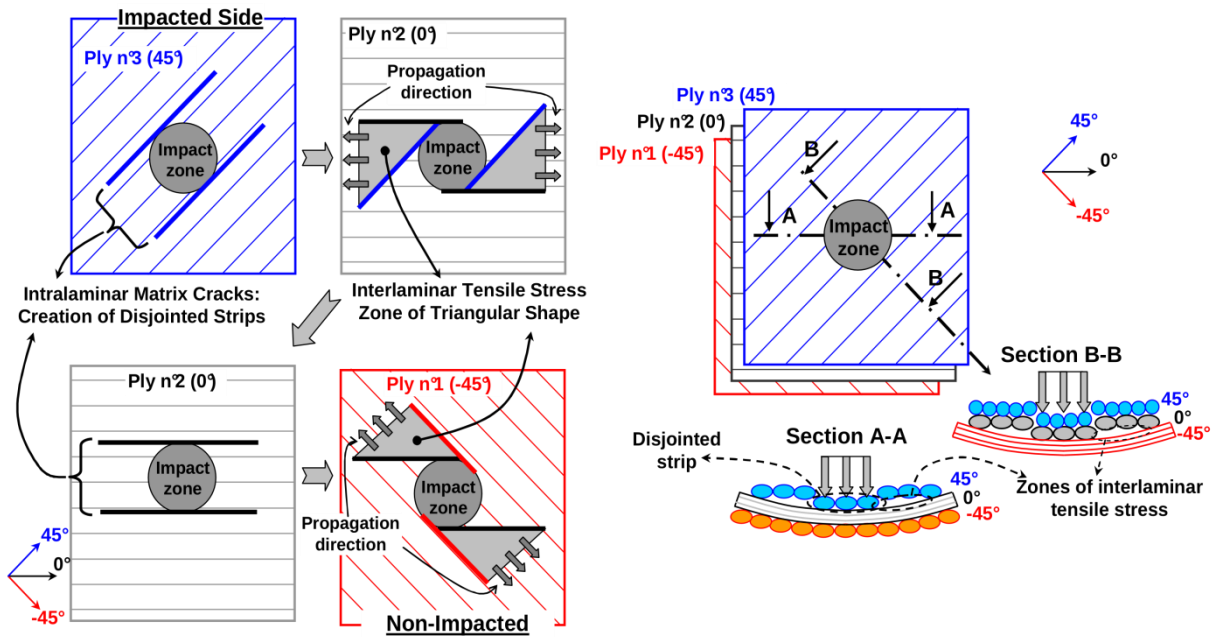 Impacted Side
Ply n°3 (45°)
Impact
zone
Ply n°2 (0°)
Propagation
direction
Impact
zone
Intralaminar Matrix Cracks:
Creation of Disjointed Strips
Interlaminar Tensile Stress
Zone of Triangular Shape
Ply n°2 (0°)
Impact
zone
45°
0°
-45°
Ply n°1 (-45°)
Impact
zone
Propagation
direction
Non-Impacted
Ply n°3 (45°)
Ply n°2 (0°)
Ply n°1 (-45°)
B
A
A
Impact
zone
B
45°
0°
-45°
Section B-B
45°
0°
-45°
Disjointed
strip
Section A-A
45°
0°
-45°
Zones of interlaminar
tensile stress